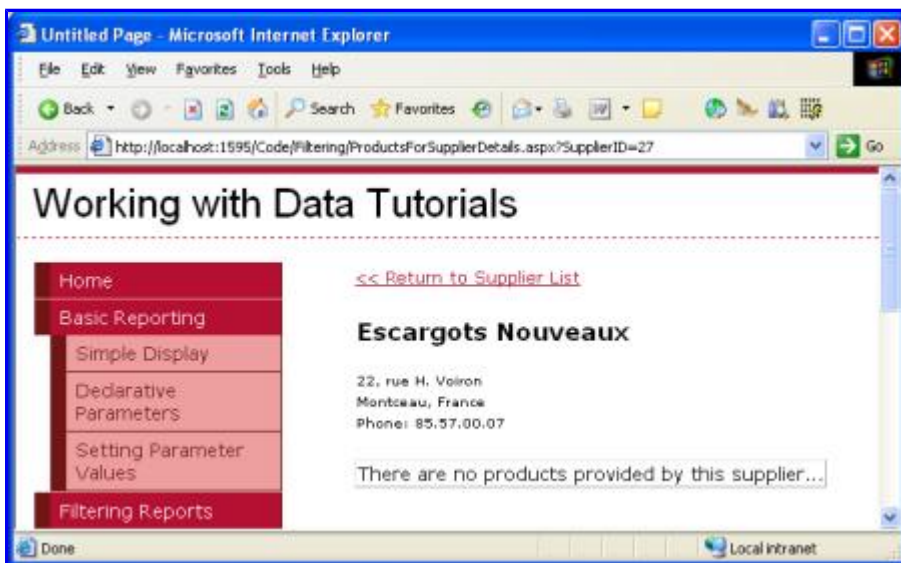 Untitled Page - Microsoft Internet Explorer
File Edit View Favorites Tools Help
Back Search Favorites
Address http://localhost:1595/Code/Filtering/ProductsForSupplierDetails.aspx?SupplierID=27 Go
Working with Data Tutorials
Home
Basic Reporting
Simple Display
Declarative
Parameters
Setting Parameter
Values
Filtering Reports
<< Return to Supplier List
Escargots Nouveaux
22, rue H. Voiron
Montceau, France
Phone: 85.57.00.07
There are no products provided by this supplier...
Done Local intranet